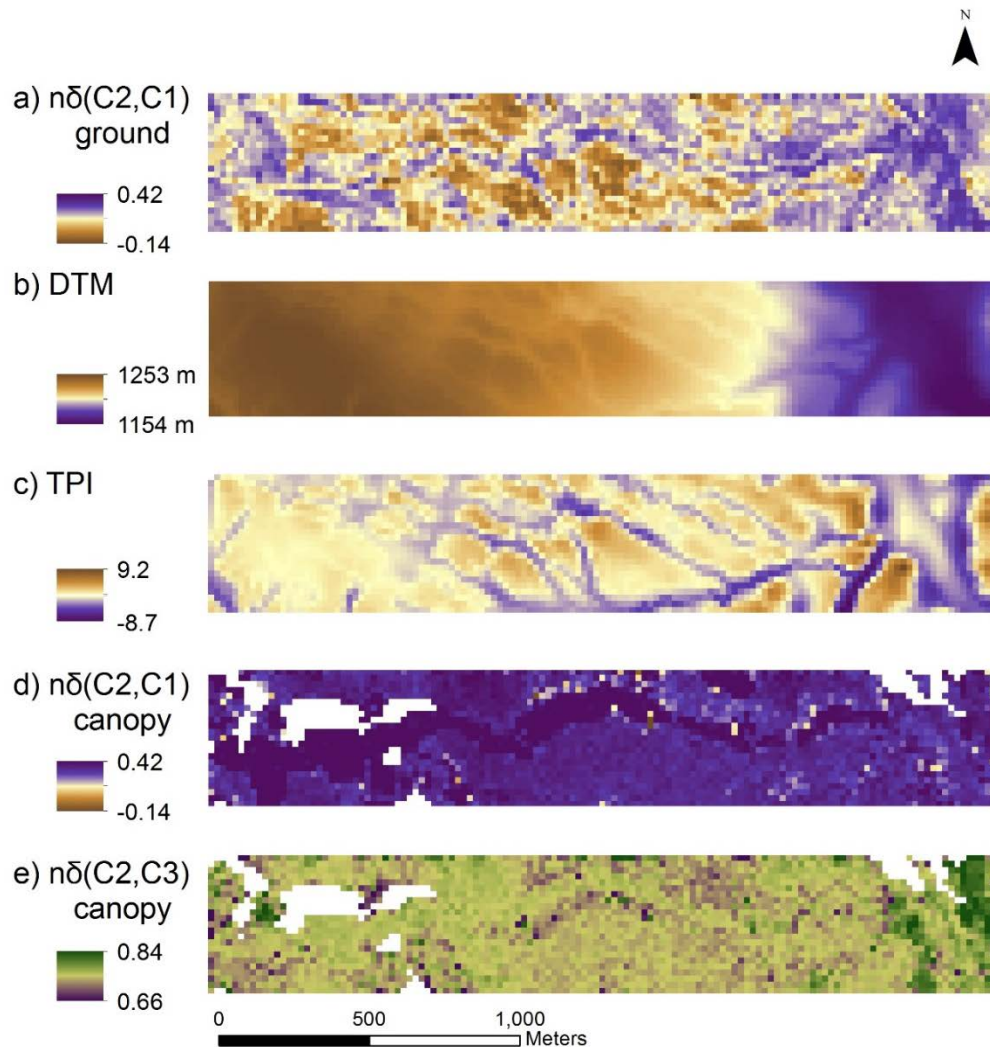 N
a) nδ(C2,C1)
ground
0.42
-0.14
b) DTM
1253 m
1154 m
c) TPI
9.2
-8.7
d) nδ(C2,C1)
canopy
0.42
-0.14
e) nδ(C2,C3)
canopy
0.84
0.66
0 500 1,000
Meters